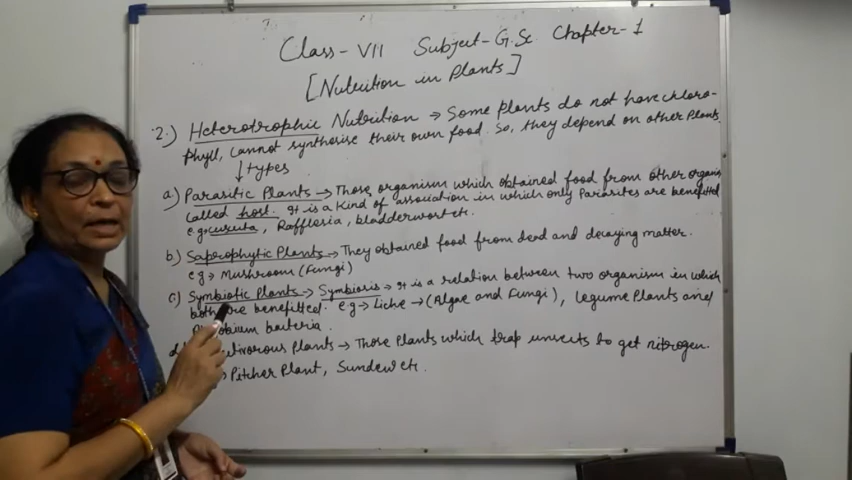 Class-VII Subject-G.Sc Chapter-1
[Nutrition in Plants]
2.) Heterotrophic Nutrition → Some plants do not have chloro-
phyll, cannot synthesise their own food. So, they depend on other plants
↓types
a) Parasitic Plants → Those organism which obtained food from other organism
called host. It is a kind of association in which only Parasites are benefitted
e.g→cuscuta, Rafflesia, bladderwort etc.
b) Saprophytic Plants → They obtained food from dead and decaying matter.
e.g→ Mushroom (Fungi)
c) Symbiotic Plants → Symbiosis → It is a relation between two organism in which
both are benefitted. e.g → Liche → (Algae and Fungi), legume Plants and
bacteria.
Plants → Those Plants which trap insects to get nitrogen.
Pitcher Plant, Sundew etc.